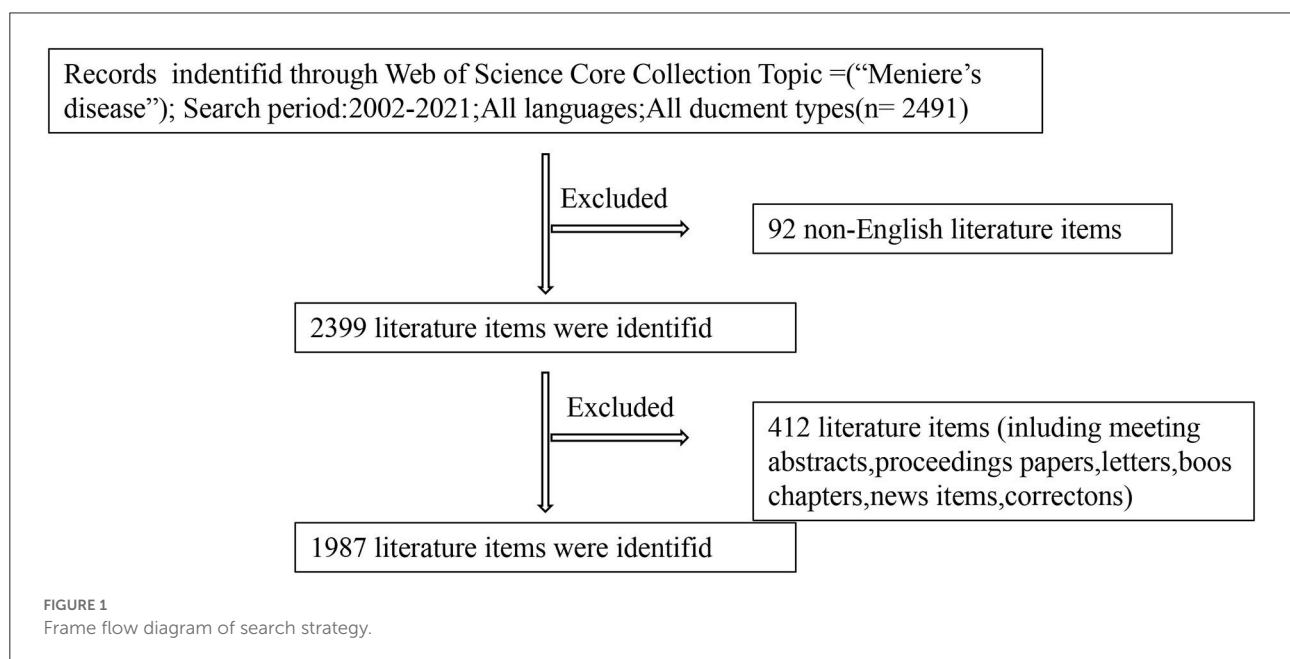 Records indentifid through Web of Science Core Collection Topic =(“Meniere’s
disease”); Search period:2002-2021;All languages;All ducment types(n= 2491)
Excluded
92 non-English literature items
2399 literature items were identifid
Excluded
412 literature items (inluding meeting
abstracts,proceedings papers,letters,boos
chapters,news items,correctons)
1987 literature items were identifid
FIGURE 1
Frame flow diagram of search strategy.